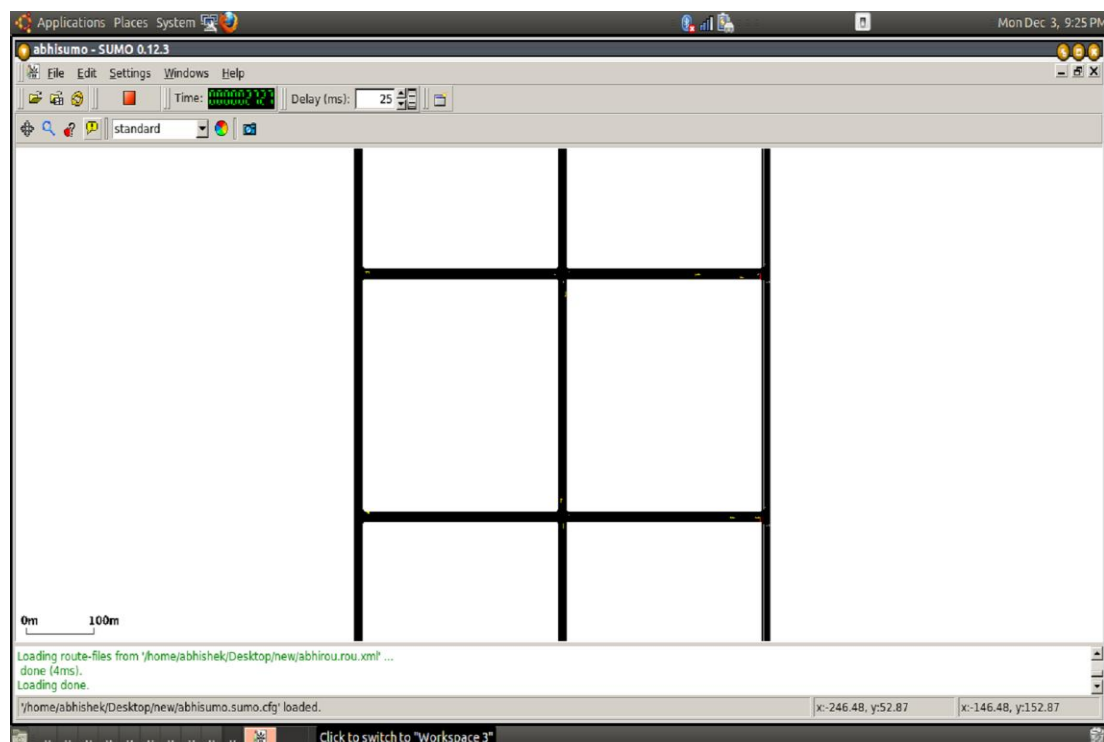 Applications Places System Mon Dec 3, 9:25 PM
abhisumo - SUMO 0.12.3
File Edit Settings Windows Help
Time: Delay (ms): 25
standard
0m 100m
Loading route-files from '/home/abhishek/Desktop/new/abhirou.rou.xml' ...
done (4ms).
Loading done.
'/home/abhishek/Desktop/new/abhisumo.sumo.cfg' loaded. x:-246.48, y:52.87 x:-146.48, y:152.87
Click to switch to "Workspace 3"